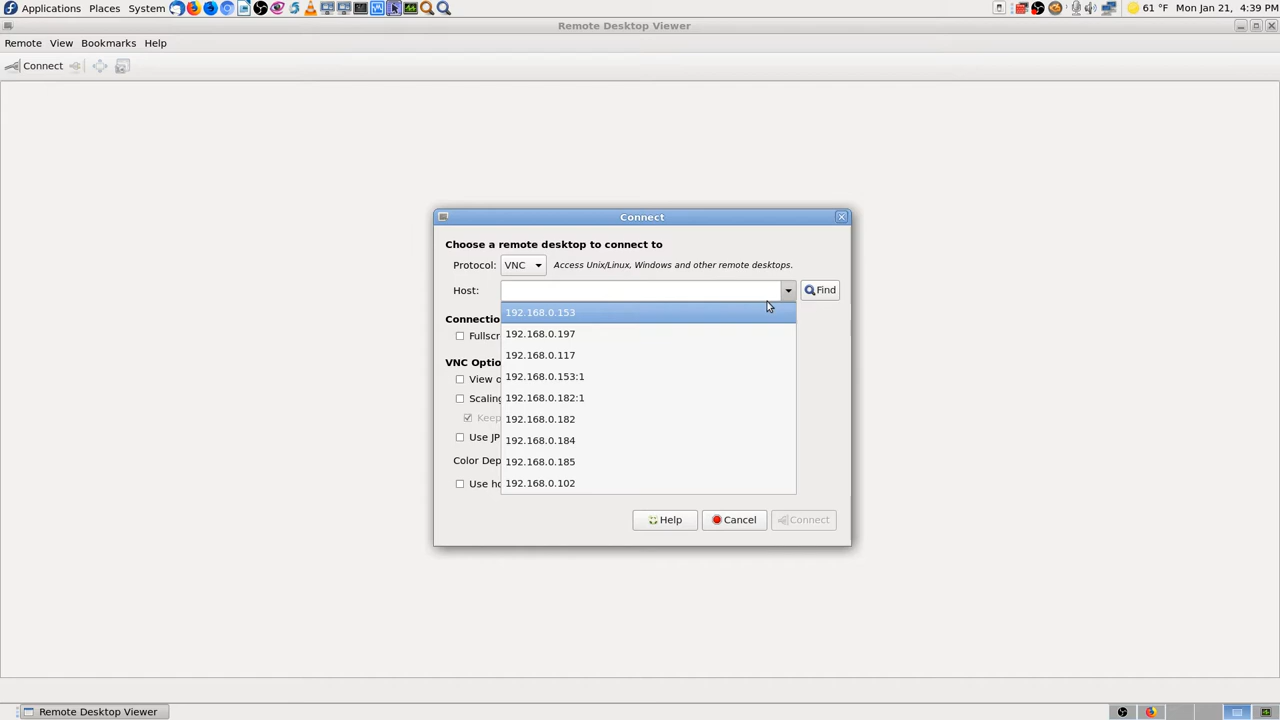 Applications Places System 61 °F Mon Jan 21, 4:39 PM
Remote Desktop Viewer
Remote View Bookmarks Help
Connect
Connect
Choose a remote desktop to connect to
Protocol: VNC Access Unix/Linux, Windows and other remote desktops.
Host: Find
192.168.0.153
Connectio
192.168.0.197
Fullscr
192.168.0.117
VNC Optio
192.168.0.153:1
View o
192.168.0.182:1
Scaling
192.168.0.182
Keep
192.168.0.184
Use JP
192.168.0.185
Color Dep
192.168.0.102
Use ho
Help Cancel Connect
Remote Desktop Viewer